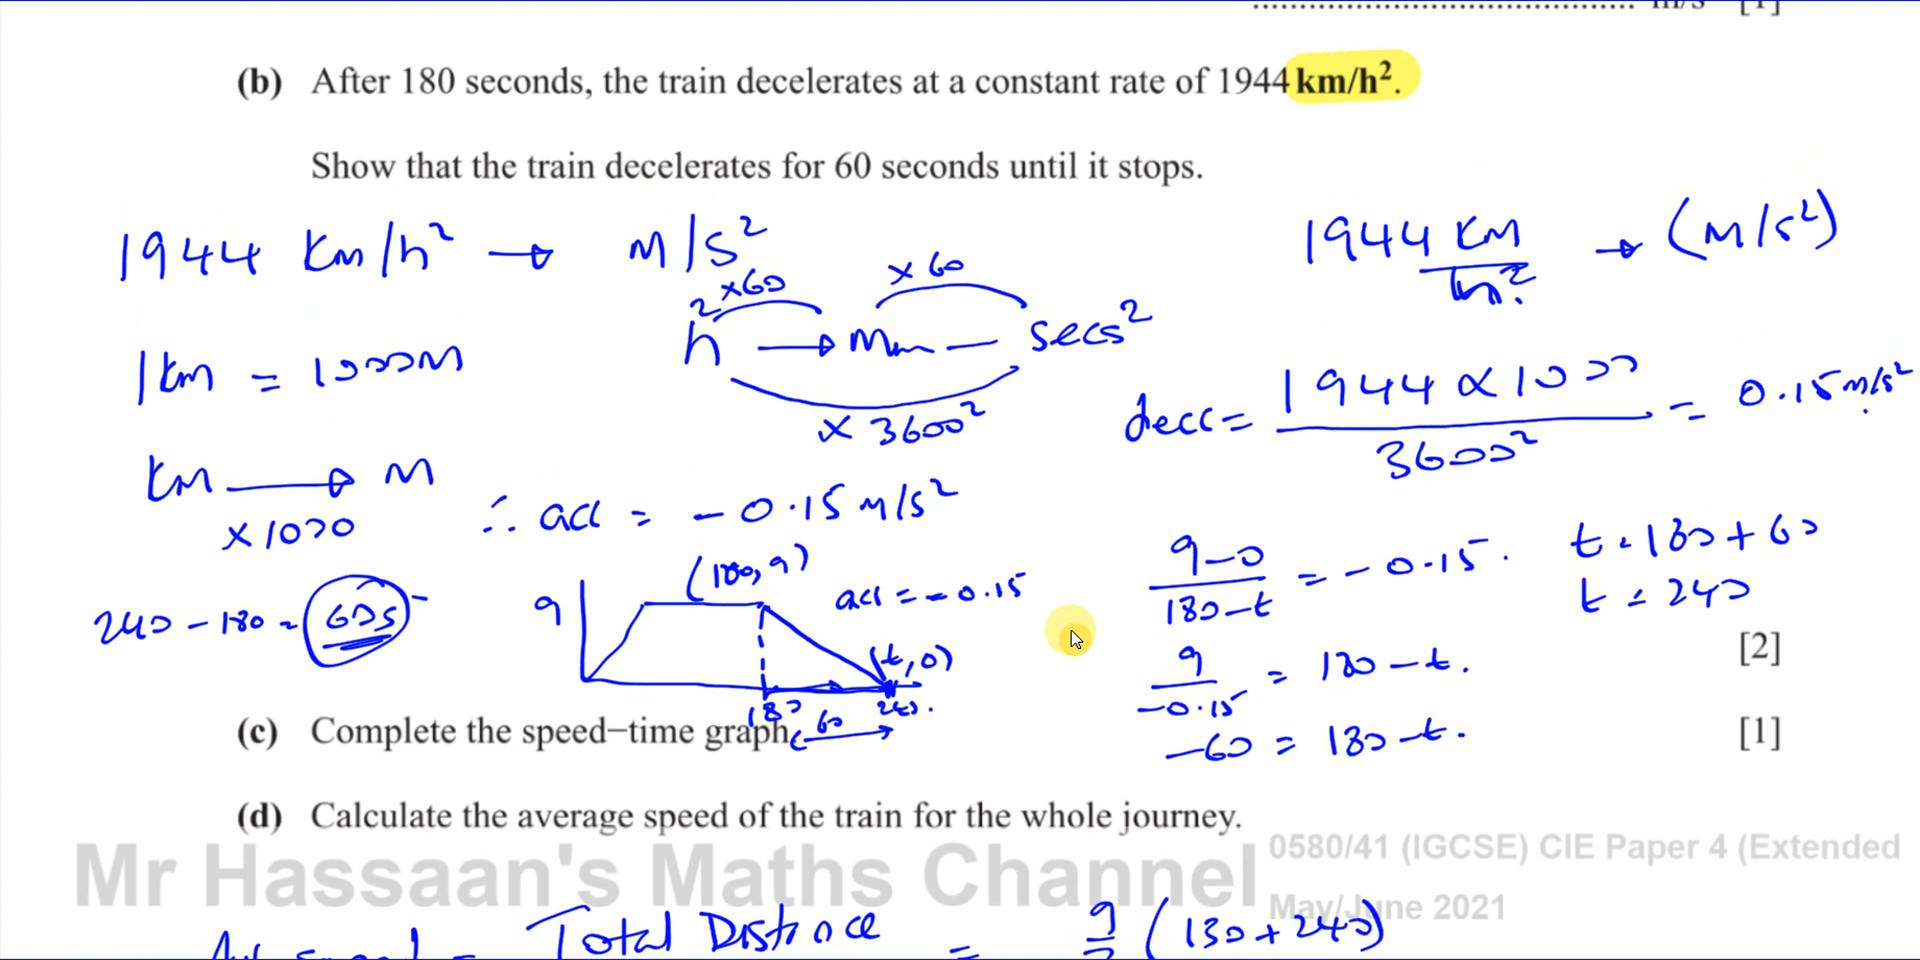 m/s [1]
(b) After 180 seconds, the train decelerates at a constant rate of 1944 km/h².
Show that the train decelerates for 60 seconds until it stops.
1944 Km/h² → M/s²
1944 KM/h² → (M/s²)
×60 ×60
h² → Min — secs²
× 3600²
1km = 1000M
decc = 1944 × 1000 / 3600² = 0.15 m/s²
KM → M
×1000
∴ acc = -0.15 M/s²
9-0 / 180-t = -0.15.
t = 180 + 60
t = 240
240 - 180 = 60s
9
(180, 9)
acc = -0.15
(t, 0)
180 240.
60
9 / -0.15 = 180 - t.
-60 = 180 - t.
[2]
(c) Complete the speed–time graph. [1]
(d) Calculate the average speed of the train for the whole journey.
Mr Hassaan's Maths Channel
0580/41 (IGCSE) CIE Paper 4 (Extended
May/June 2021
Total Distance = 9/2 (130 + 240)